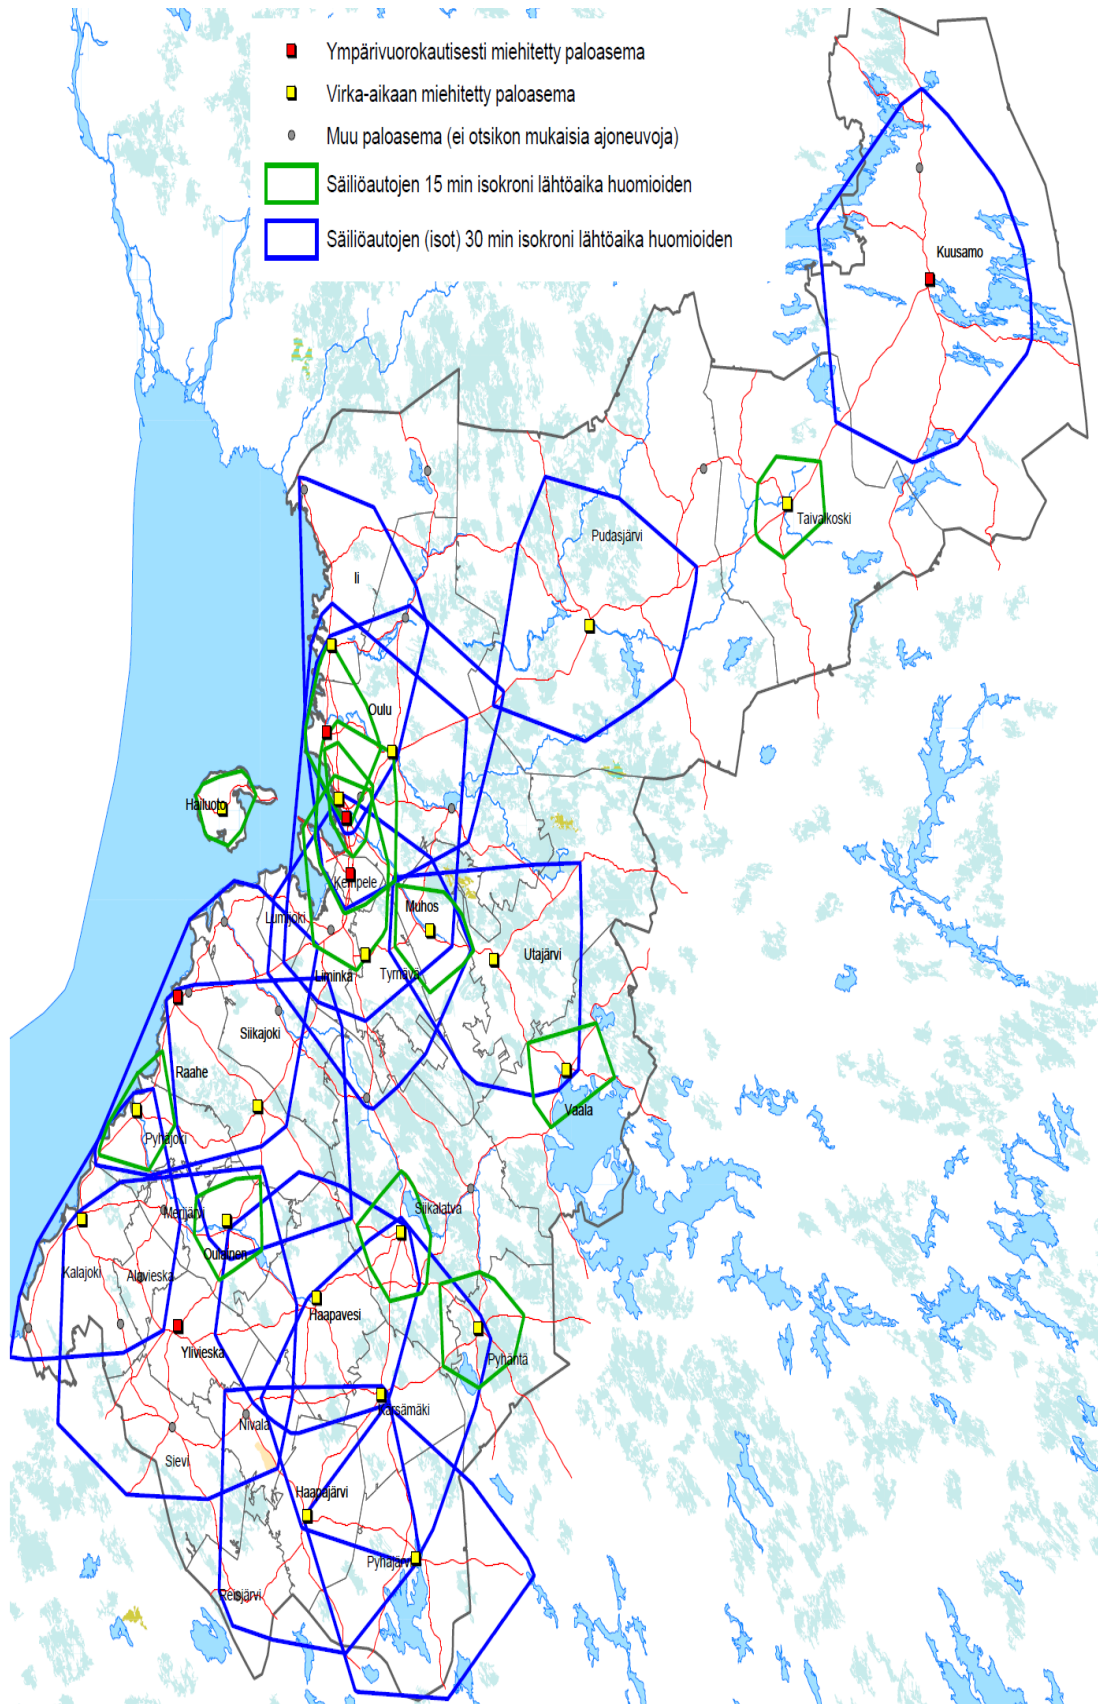 Ympärivuorokautisesti miehitetty paloasema
Virka-aikaan miehitetty paloasema
Muu paloasema (ei otsikon mukaisia ajoneuvoja)
Säiliöautojen 15 min isokroni lähtöaika huomioiden
Säiliöautojen (isot) 30 min isokroni lähtöaika huomioiden
Kuusamo
Taivalkoski
Pudasjärvi
Ii
Oulu
Hailuoto
Kempele
Muhos
Lumijoki
Utajärvi
Liminka
Tyrnävä
Siikajoki
Raahe
Vaala
Pyhäjoki
Siikalatva
Merijärvi
Oulainen
Kalajoki
Alavieska
Haapavesi
Ylivieska
Pyhäntä
Kärsämäki
Nivala
Sievi
Haapajärvi
Pyhäjärvi
Reisjärvi